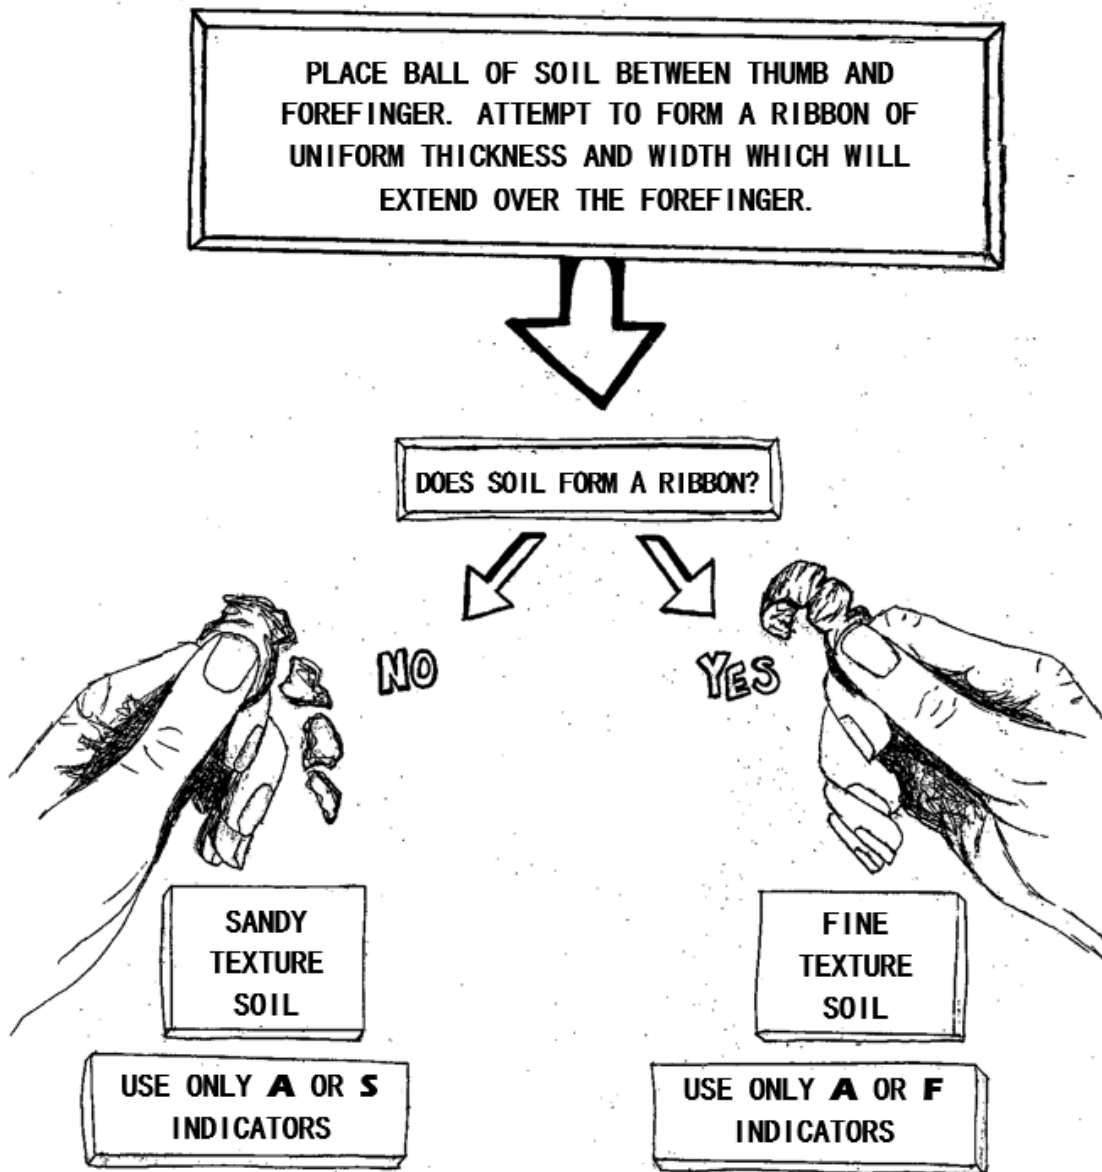 PLACE BALL OF SOIL BETWEEN THUMB AND
FOREFINGER. ATTEMPT TO FORM A RIBBON OF
UNIFORM THICKNESS AND WIDTH WHICH WILL
EXTEND OVER THE FOREFINGER.
DOES SOIL FORM A RIBBON?
NO
YES
SANDY
TEXTURE
SOIL
FINE
TEXTURE
SOIL
USE ONLY A OR S
INDICATORS
USE ONLY A OR F
INDICATORS